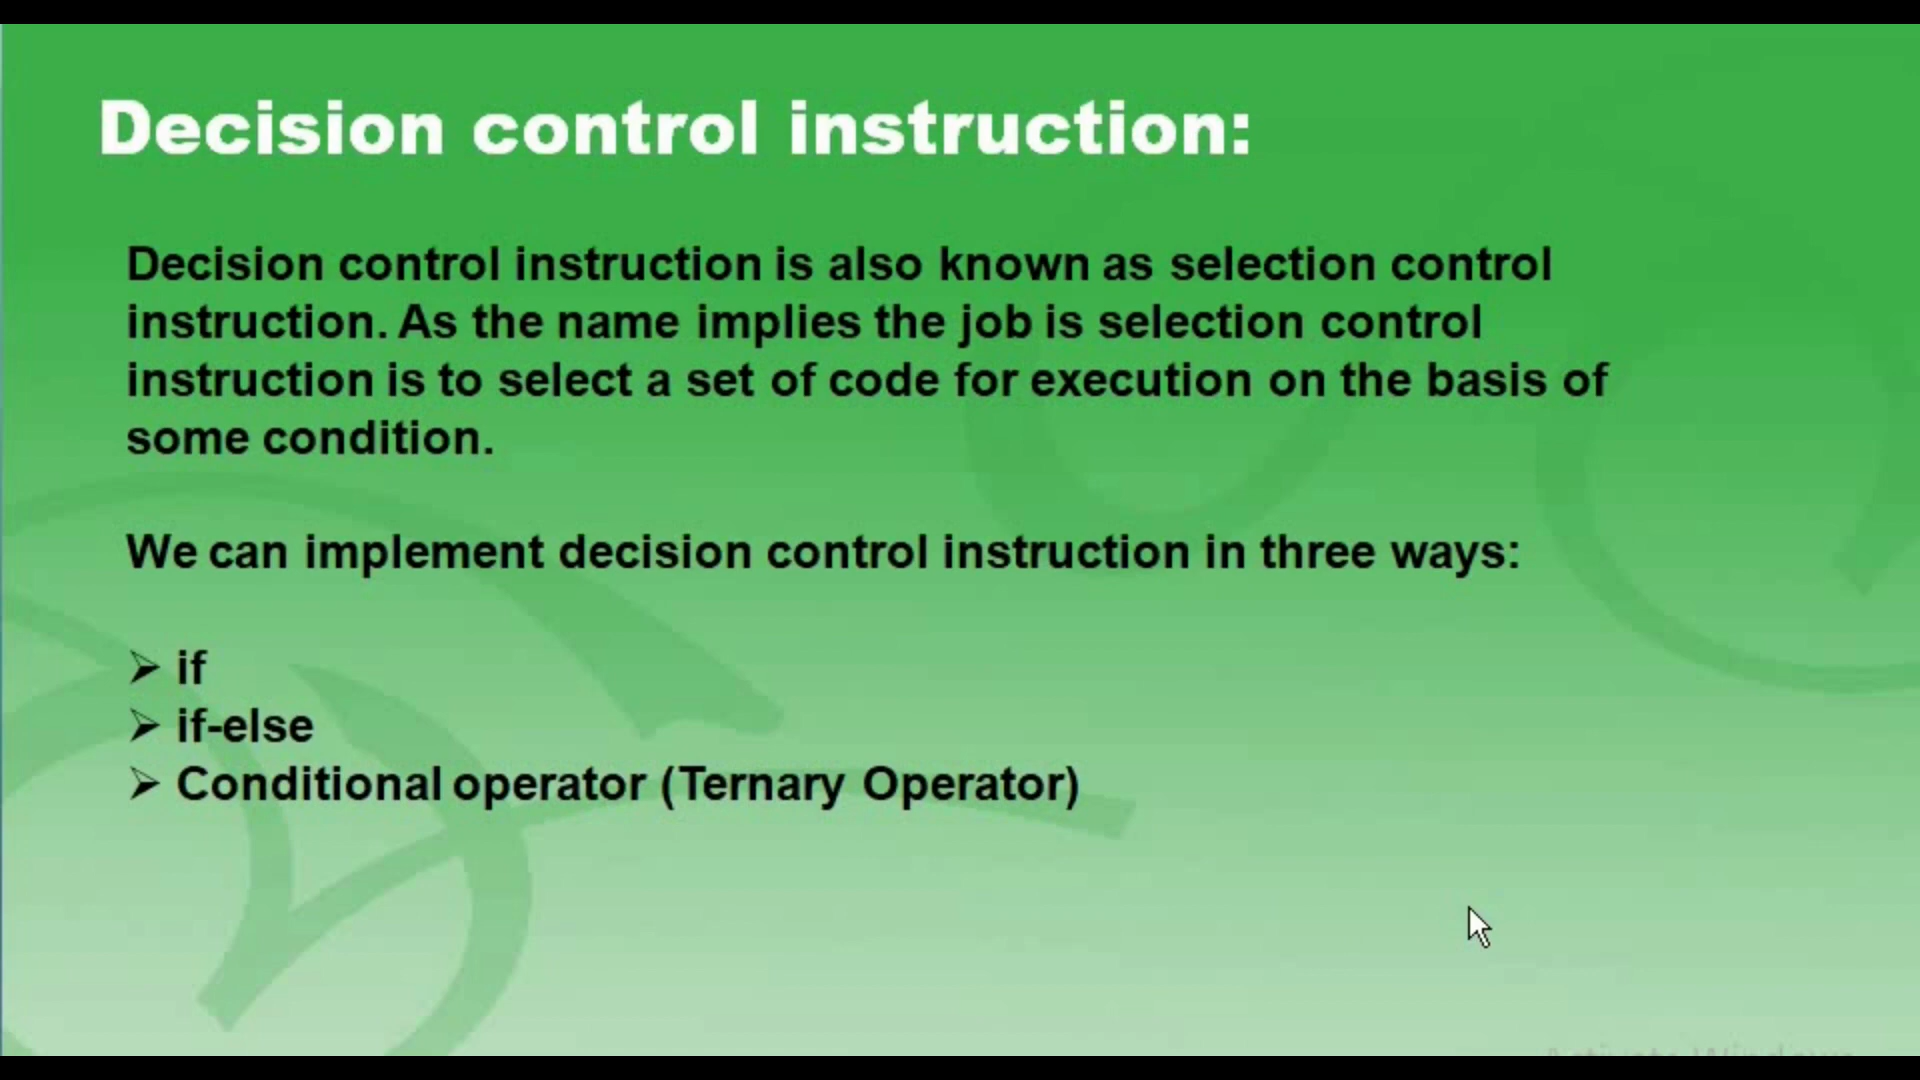 Decision control instruction:
Decision control instruction is also known as selection control
instruction. As the name implies the job is selection control
instruction is to select a set of code for execution on the basis of
some condition.
We can implement decision control instruction in three ways:
➢ if
➢ if-else
➢ Conditional operator (Ternary Operator)